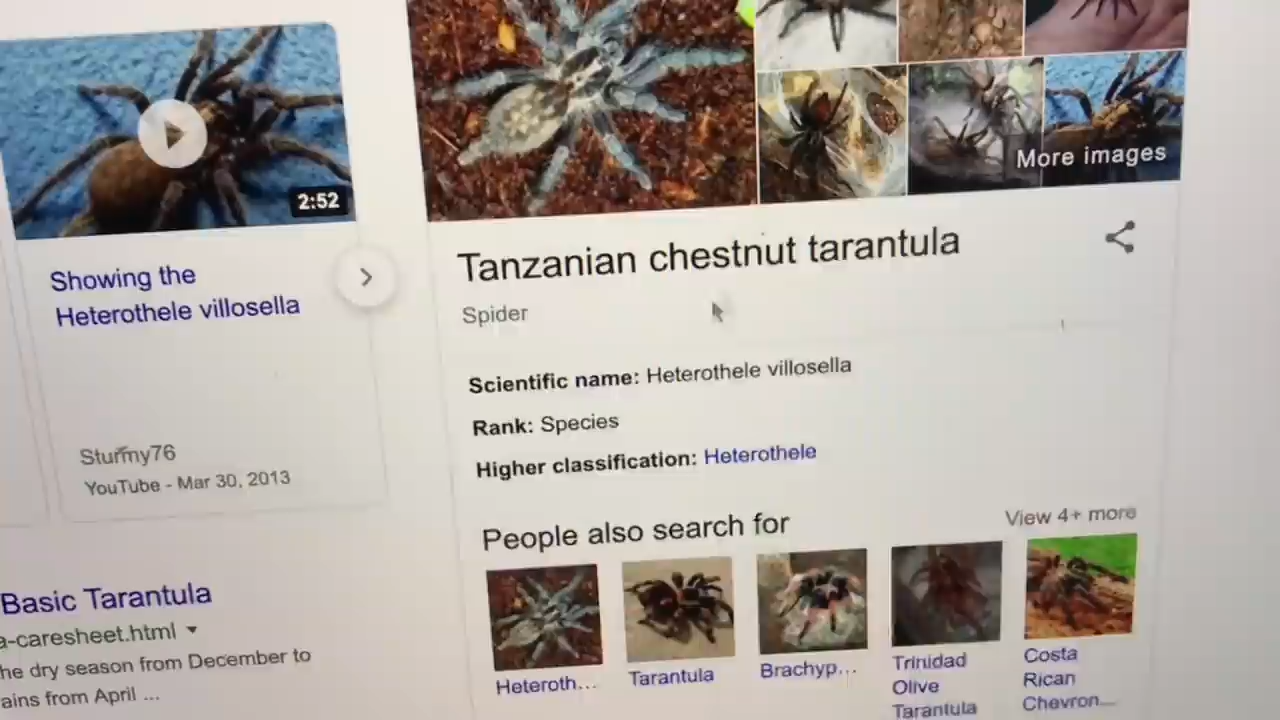 2:52
Showing the
Heterothele villosella
Sturmy76
YouTube - Mar 30, 2013
Basic Tarantula
a-caresheet.html
he dry season from December to
ains from April ...
More images
Tanzanian chestnut tarantula
Spider
Scientific name: Heterothele villosella
Rank: Species
Higher classification: Heterothele
People also search for
View 4+ more
Heteroth...
Tarantula
Brachyp...
Trinidad
Olive
Tarantula
Costa
Rican
Chevron...